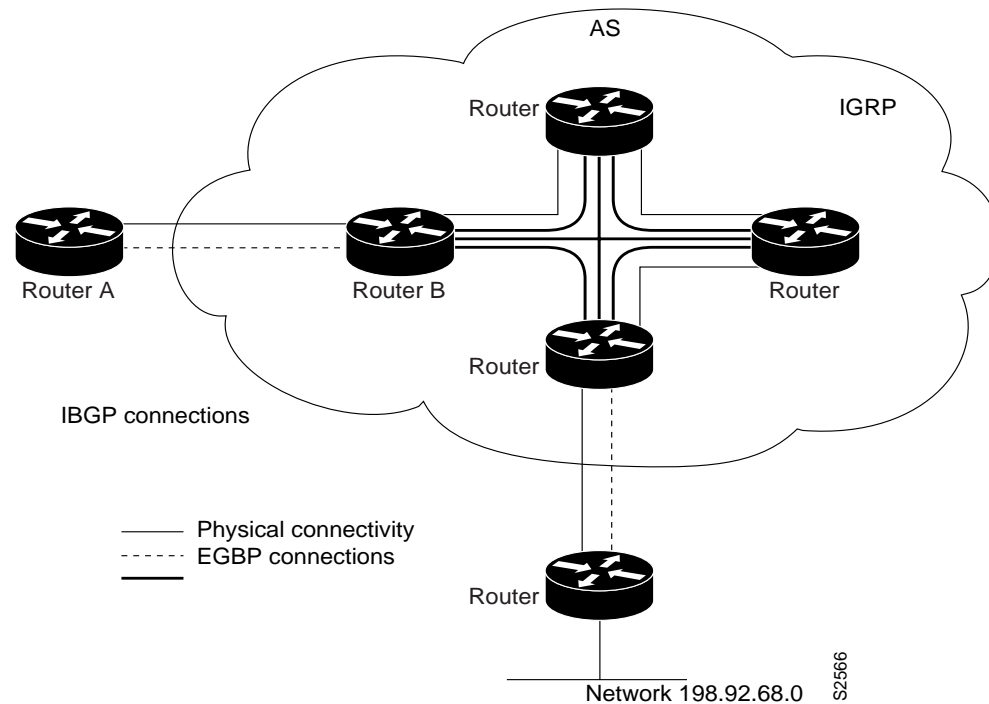 AS
Router
IGRP
Router A
Router B
Router
Router
IBGP connections
Physical connectivity
EGBP connections
Router
Network 198.92.68.0
S2566